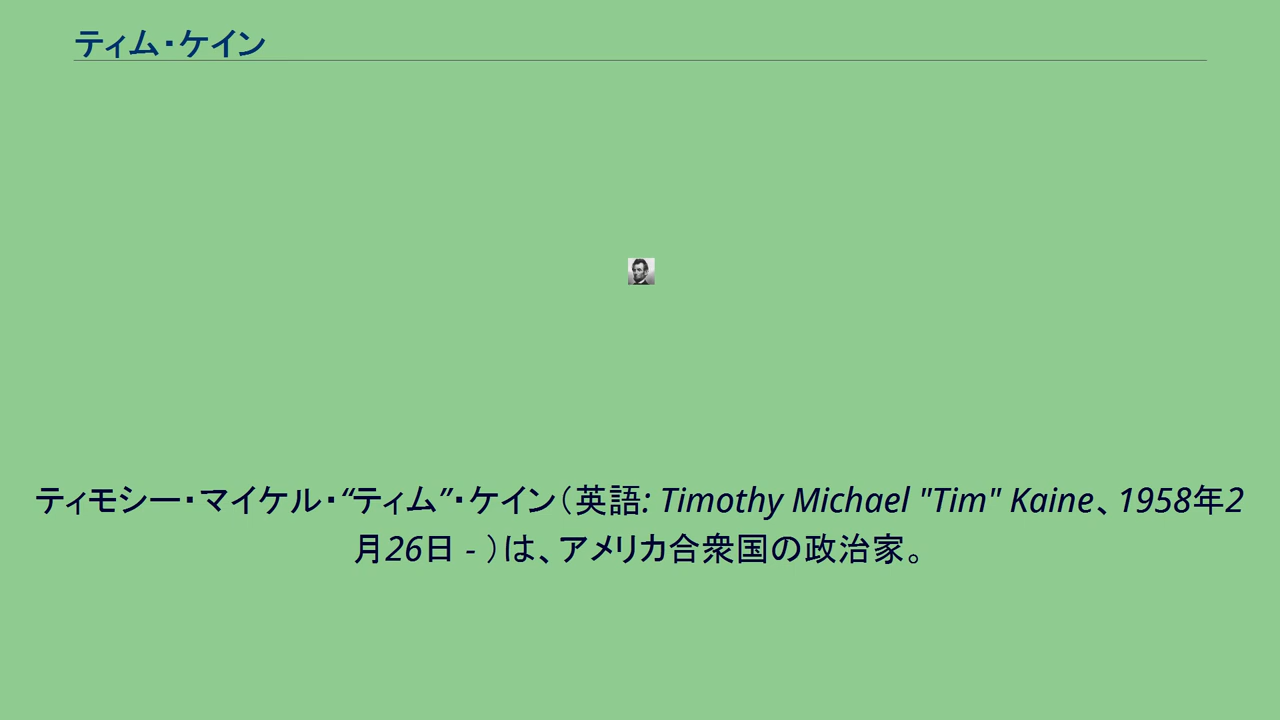 ティム・ケイン
ティモシー・マイケル・“ティム”・ケイン（英語: Timothy Michael "Tim" Kaine、1958年2
月26日 - ）は、アメリカ合衆国の政治家。